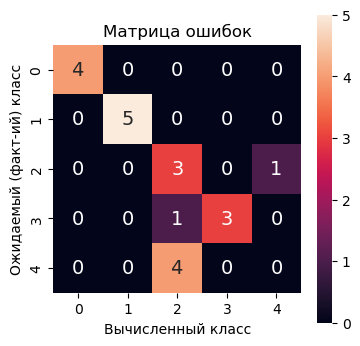 Матрица ошибок
Ожидаемый (факт-ий) класс
0 4 0 0 0 0
1 0 5 0 0 0
2 0 0 3 0 1
3 0 0 1 3 0
4 0 0 4 0 0
0 1 2 3 4
Вычисленный класс
5
4
3
2
1
0